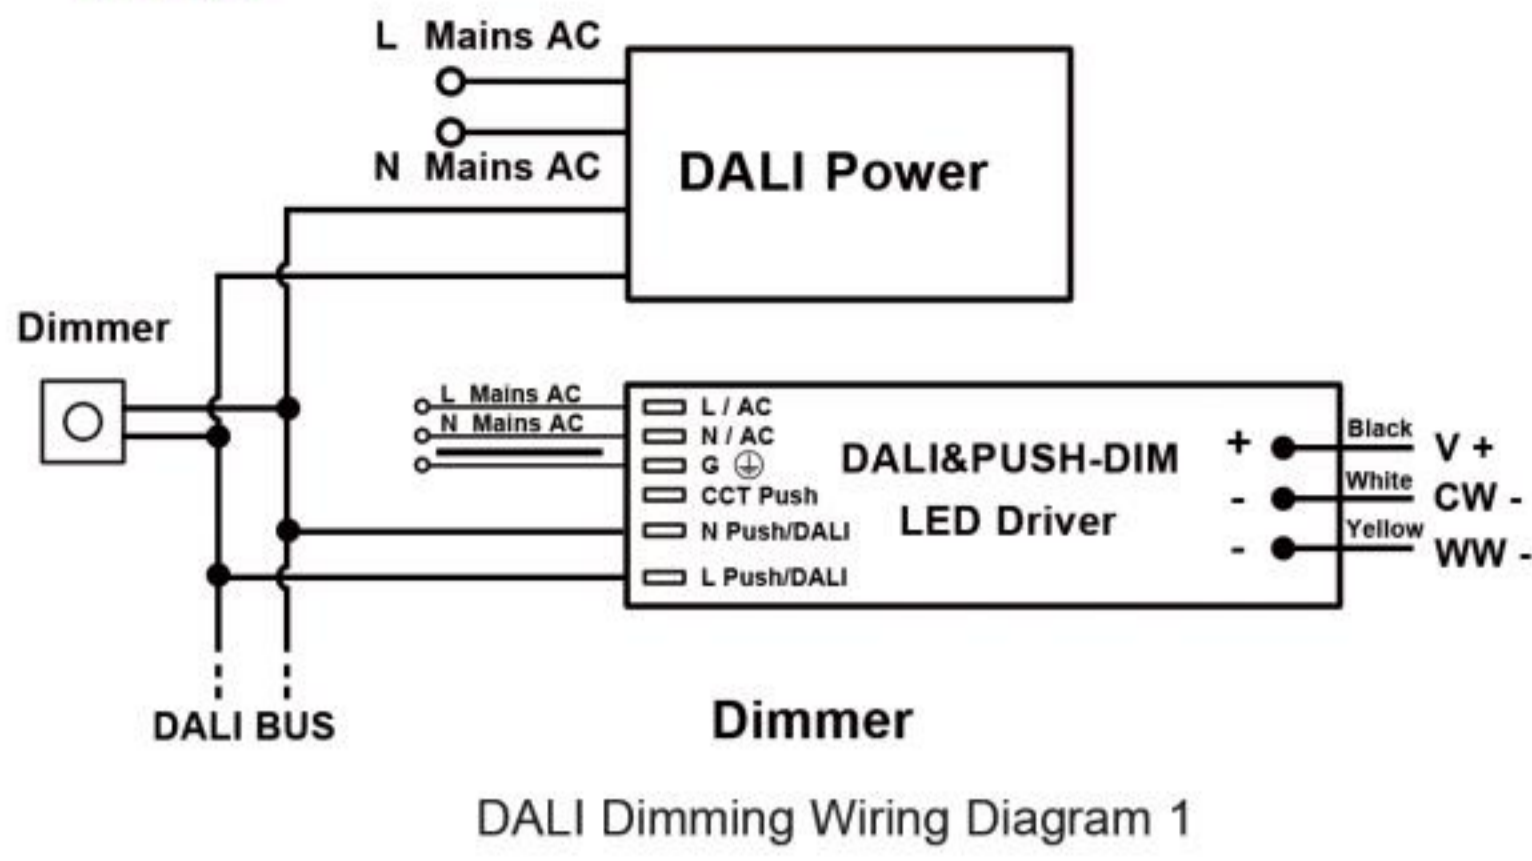 L Mains AC
N Mains AC
DALI Power
Dimmer
L Mains AC
N Mains AC
L / AC
N / AC
G
CCT Push
N Push/DALI
L Push/DALI
DALI&PUSH-DIM
LED Driver
+
-
-
Black
White
Yellow
V +
CW -
WW -
DALI BUS
Dimmer
DALI Dimming Wiring Diagram 1